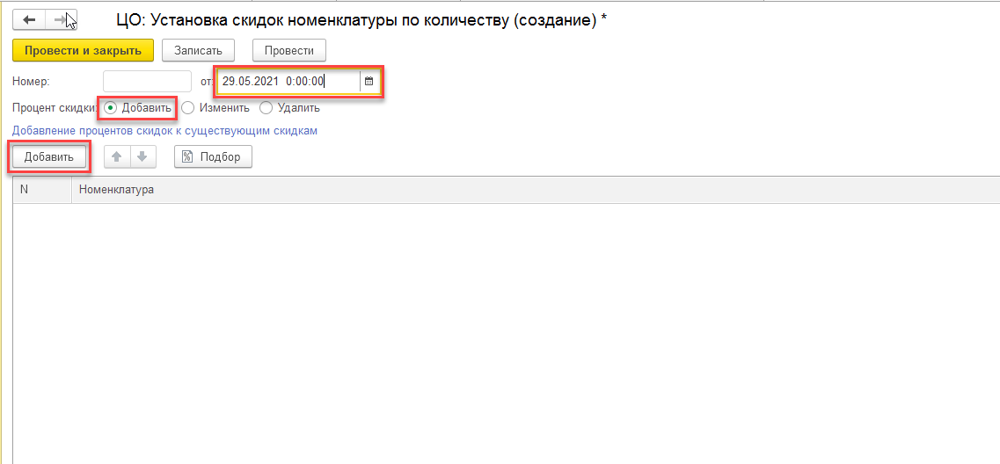 ЦО: Установка скидок номенклатуры по количеству (создание) *
Провести и закрыть Записать Провести
Номер: от: 29.05.2021 0:00:00
Процент скидки: Добавить Изменить Удалить
Добавление процентов скидок к существующим скидкам
Добавить Подбор
N Номенклатура